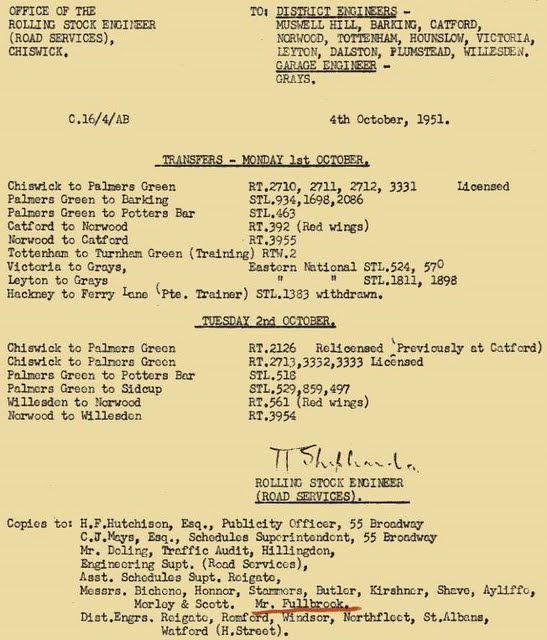 OFFICE OF THE
ROLLING STOCK ENGINEER
(ROAD SERVICES),
CHISWICK.
TO: DISTRICT ENGINEERS -
MUSWELL HILL, BARKING, CATFORD,
NORWOOD, TOTTENHAM, HOUNSLOW, VICTORIA,
LEYTON, DALSTON, PLUMSTEAD, WILLESDEN.
GARAGE ENGINEER -
GRAYS.
C.16/4/AB
4th October, 1951.
TRANSFERS - MONDAY 1st OCTOBER.
Chiswick to Palmers Green RT.2710, 2711, 2712, 3331 Licensed
Palmers Green to Barking STL.934,1698,2086
Palmers Green to Potters Bar STL.463
Catford to Norwood RT.392 (Red wings)
Norwood to Catford RT.3955
Tottenham to Turnham Green (Training) RTW.2
Victoria to Grays, Eastern National STL.524, 570
Leyton to Grays " " STL.1811, 1898
Hackney to Ferry Lane (Pte. Trainer) STL.1383 withdrawn.
TUESDAY 2nd OCTOBER.
Chiswick to Palmers Green RT.2126 Relicensed (Previously at Catford)
Chiswick to Palmers Green RT.2713,3332,3333 Licensed
Palmers Green to Potters Bar STL.518
Palmers Green to Sidcup STL.529,859,497
Willesden to Norwood RT.561 (Red wings)
Norwood to Willesden RT.3954
ROLLING STOCK ENGINEER
(ROAD SERVICES).
Copies to: H.F.Hutchison, Esq., Publicity Officer, 55 Broadway
C.J.Mays, Esq., Schedules Superintendent, 55 Broadway
Mr. Doling, Traffic Audit, Hillingdon,
Engineering Supt. (Road Services),
Asst. Schedules Supt. Reigate,
Messrs. Bicheno, Honnor, Stammers, Butler, Kirshner, Shave, Ayliffe,
Morley & Scott. Mr. Fullbrook.
Dist.Engrs. Reigate, Romford, Windsor, Northfleet, St.Albans,
Watford (H.Street).